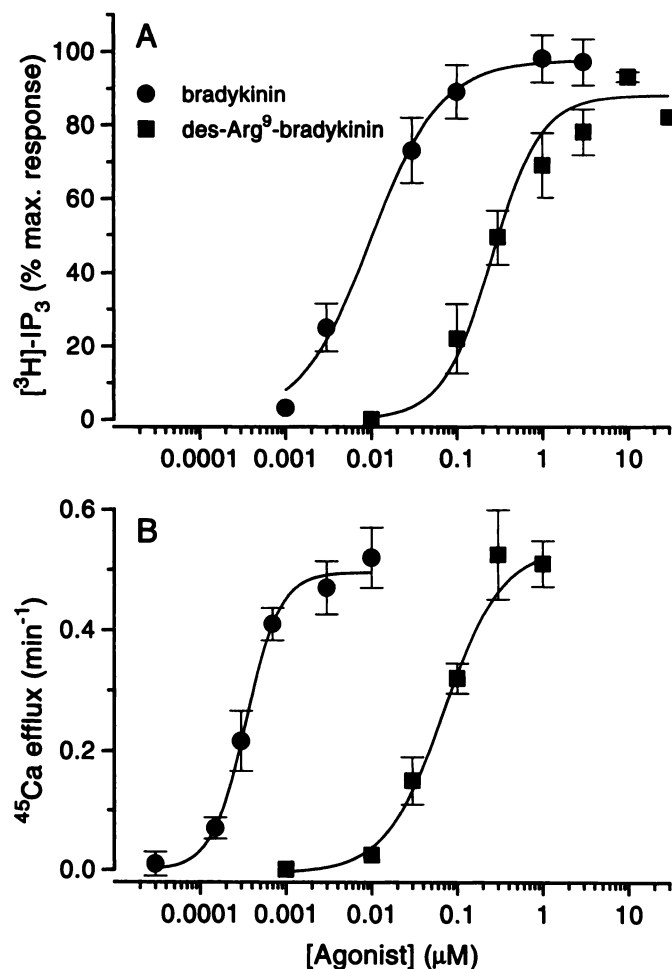 A
bradykinin
des-Arg⁹-bradykinin
[³H]-IP₃ (% max. response)
100
80
60
40
20
0
0.0001 0.001 0.01 0.1 1 10
B
⁴⁵Ca efflux (min⁻¹)
0.6
0.4
0.2
0.0
0.0001 0.001 0.01 0.1 1 10
[Agonist] (μM)